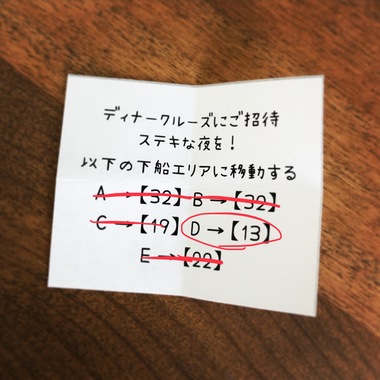 ディナークルーズにご招待
ステキな夜を！
以下の下船エリアに移動する
A→【32】B→【32】
C→【19】D→【13】
E→【22】